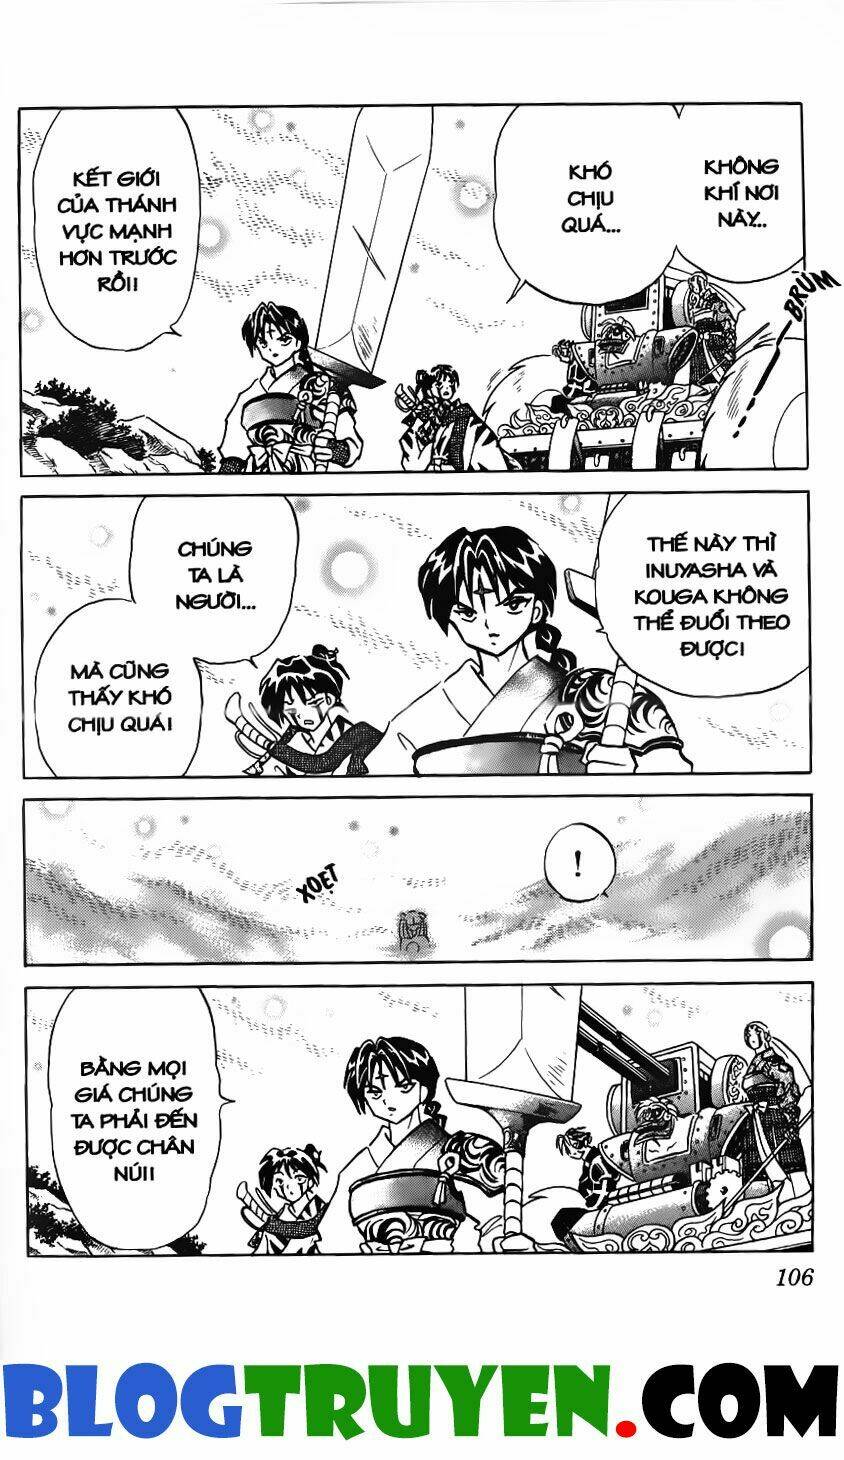 KHÔNG
KHÍ NƠI
NÀY...
KHÓ
CHỊU
QUÁ...
BRÙM
KẾT GIỚI
CỦA THÁNH
VỰC MẠNH
HƠN TRƯỚC
RỒI!
THẾ NÀY THÌ
INUYASHA VÀ
KOUGA KHÔNG
THỂ ĐUỔI THEO
ĐƯỢC!
CHÚNG
TA LÀ
NGƯỜI...
MÀ CŨNG
THẤY KHÓ
CHỊU QUÁ!
!
XOẸT
BẰNG MỌI
GIÁ CHÚNG
TA PHẢI ĐẾN
ĐƯỢC CHÂN
NÚI!
106
BLOGTRUYEN.COM